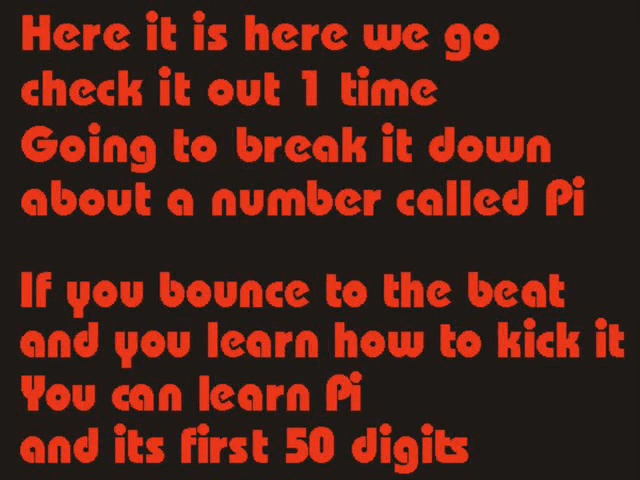 Here it is here we go
check it out 1 time
Going to break it down
about a number called Pi
If you bounce to the beat
and you learn how to kick it
You can learn Pi
and its first 50 digits